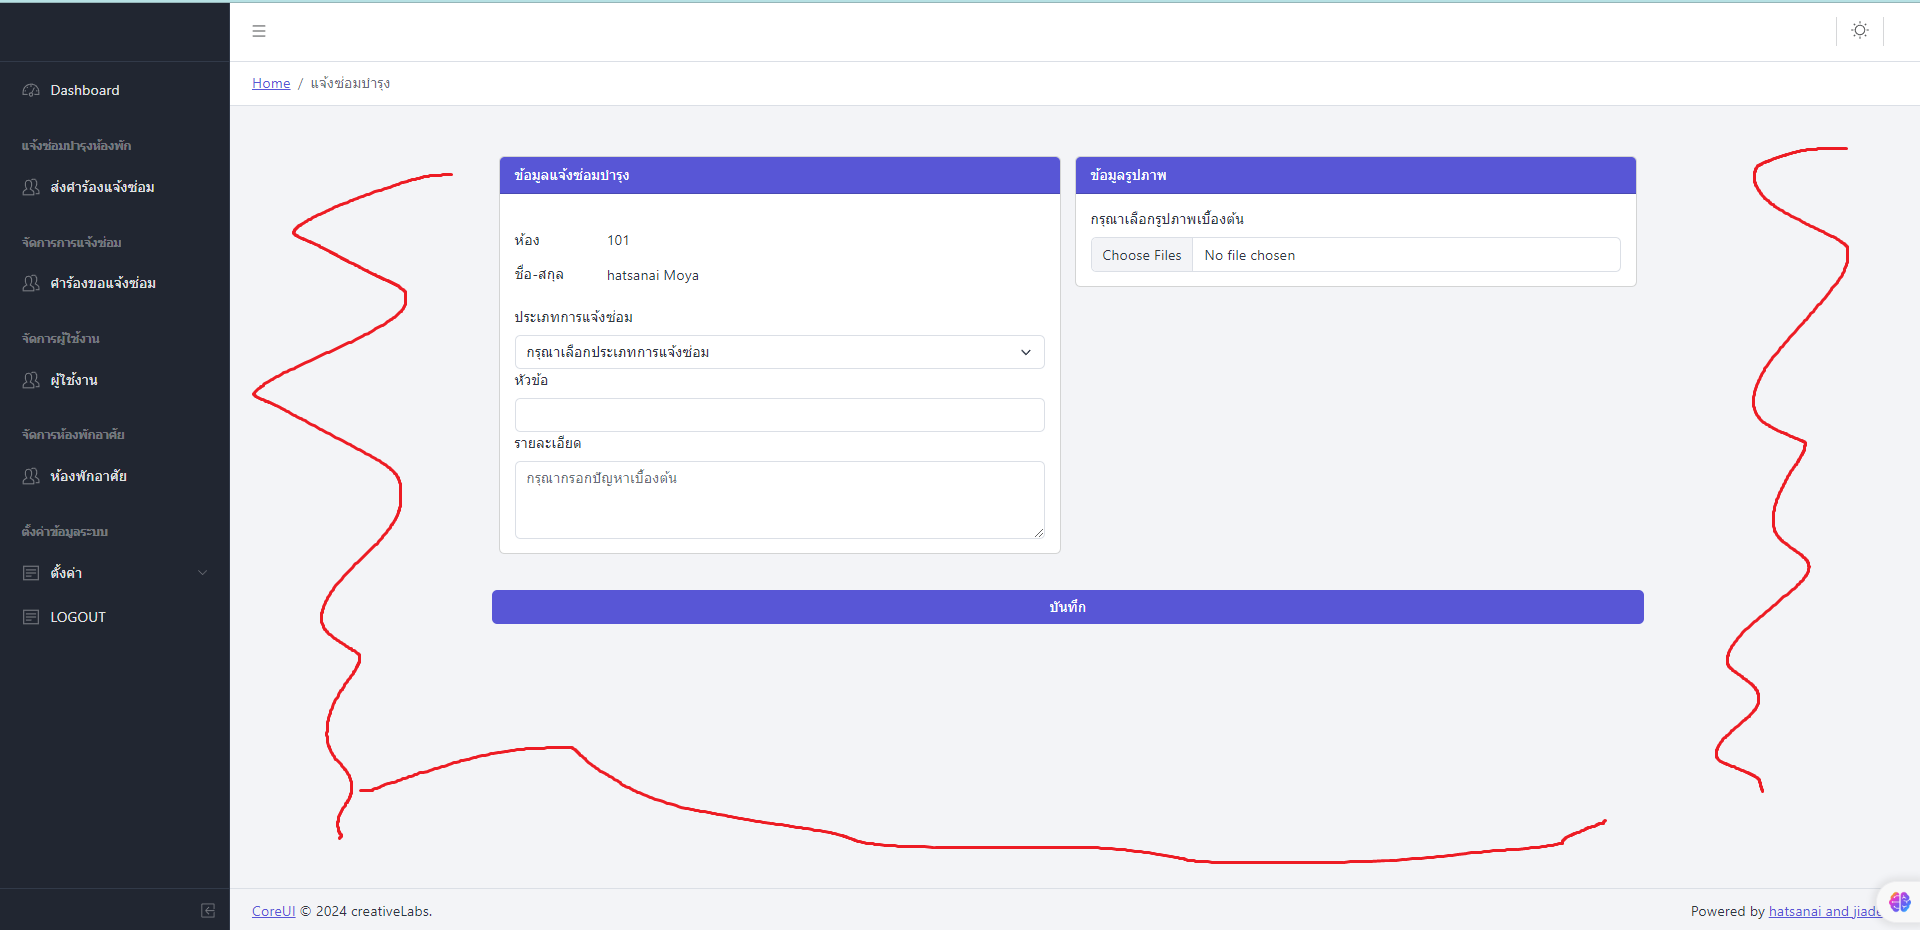 Dashboard
แจ้งซ่อมบำรุงห้องพัก
ส่งคำร้องแจ้งซ่อม
จัดการการแจ้งซ่อม
คำร้องขอแจ้งซ่อม
จัดการผู้ใช้งาน
ผู้ใช้งาน
จัดการห้องพักอาศัย
ห้องพักอาศัย
ตั้งค่าข้อมูลระบบ
ตั้งค่า
LOGOUT
Home / แจ้งซ่อมบำรุง
ข้อมูลแจ้งซ่อมบำรุง
ห้อง 101
ชื่อ-สกุล hatsanai Moya
ประเภทการแจ้งซ่อม
กรุณาเลือกประเภทการแจ้งซ่อม
หัวข้อ
รายละเอียด
กรุณากรอกปัญหาเบื้องต้น
ข้อมูลรูปภาพ
กรุณาเลือกรูปภาพเบื้องต้น
Choose Files No file chosen
บันทึก
CoreUI © 2024 creativeLabs.
Powered by hatsanai and jiade